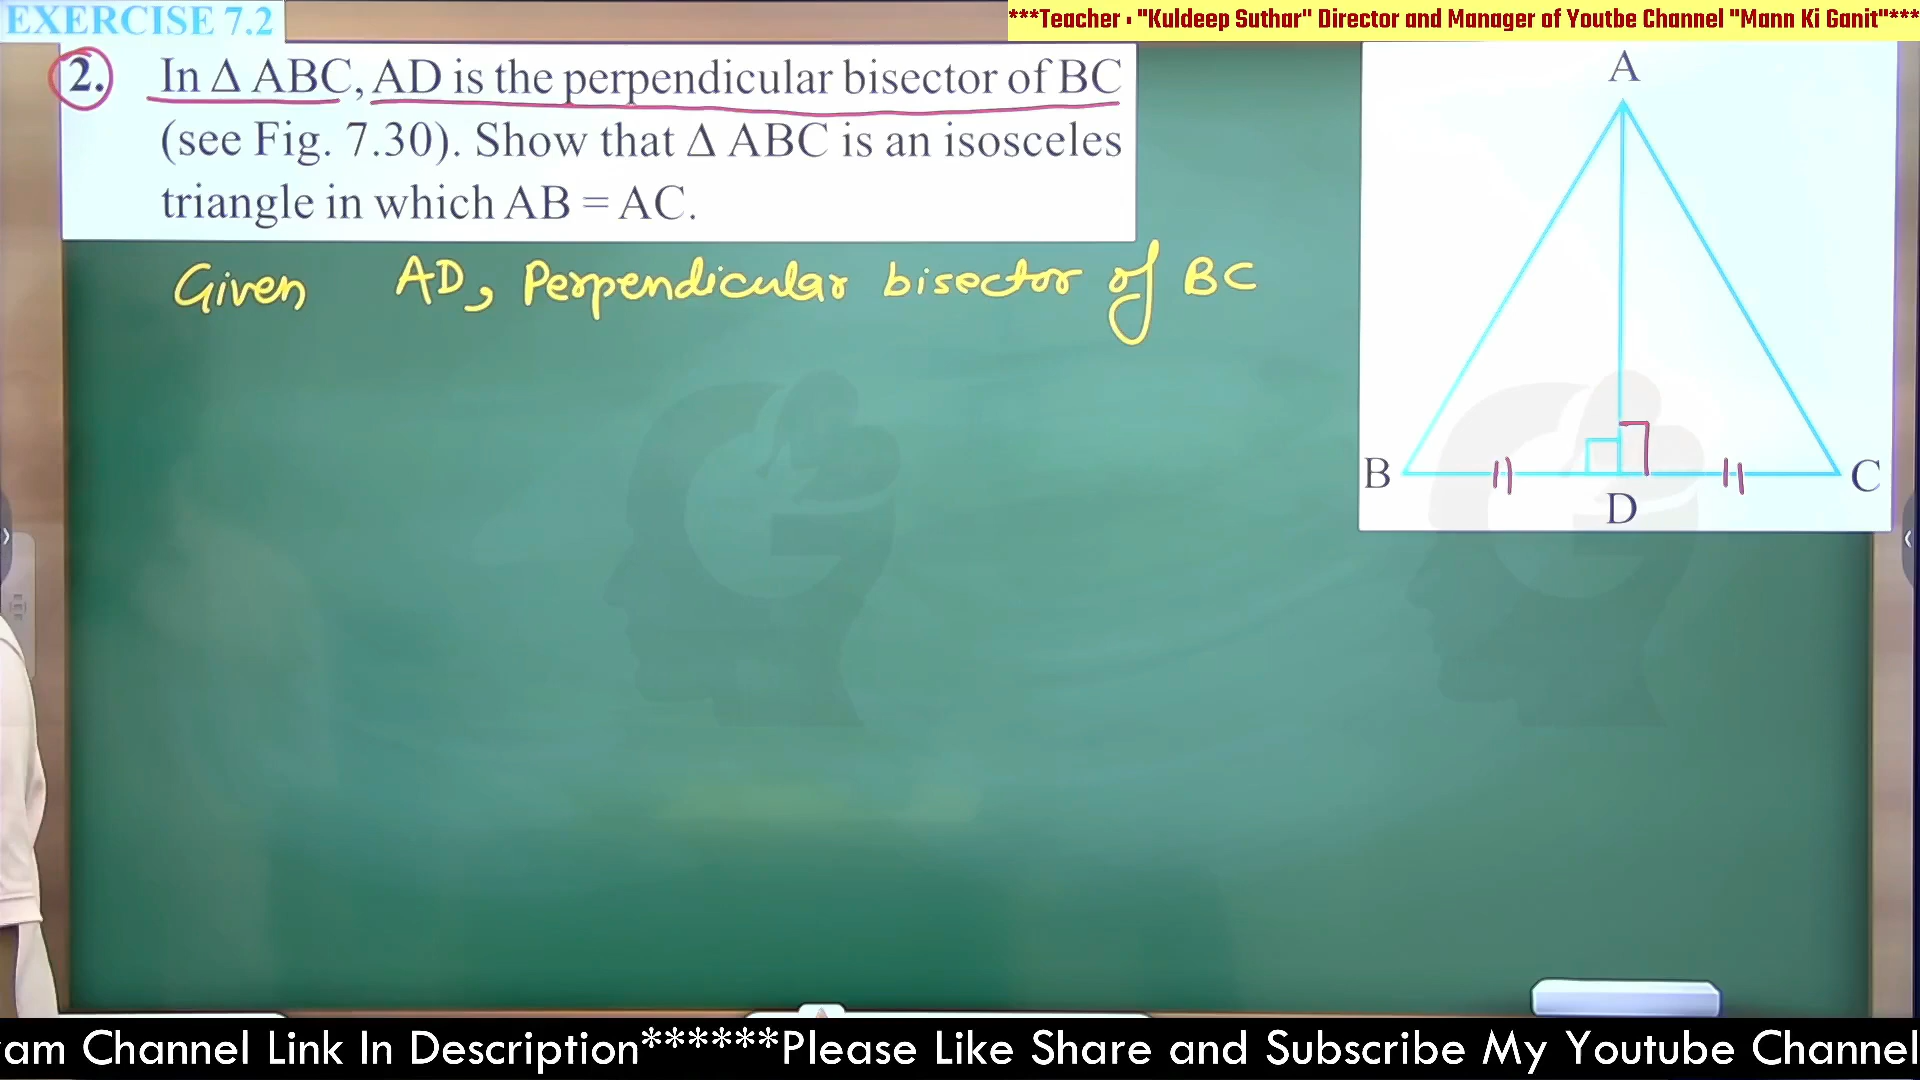 EXERCISE 7.2
***Teacher : "Kuldeep Suthar" Director and Manager of Youtbe Channel "Mann Ki Ganit"***
2. In Δ ABC, AD is the perpendicular bisector of BC
(see Fig. 7.30). Show that Δ ABC is an isosceles
triangle in which AB = AC.
A
B
C
D
Given AD, Perpendicular bisector of BC
am Channel Link In Description******Please Like Share and Subscribe My Youtube Channel